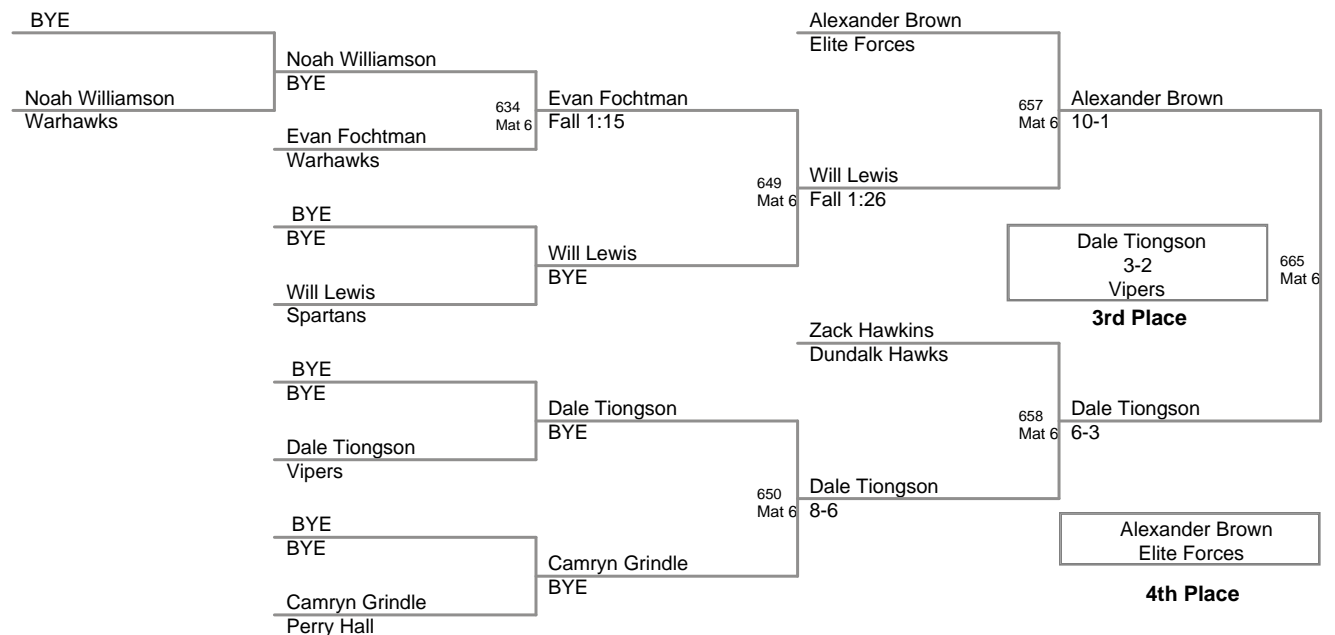 BYE
Noah Williamson
Warhawks
Noah Williamson
BYE
634
Mat 6
Evan Fochtman
Warhawks
BYE
BYE
Will Lewis
Spartans
BYE
BYE
Dale Tiongson
Vipers
BYE
BYE
Camryn Grindle
Perry Hall
Evan Fochtman
Fall 1:15
649
Mat 6
Will Lewis
BYE
Dale Tiongson
BYE
650
Mat 6
Camryn Grindle
BYE
Alexander Brown
Elite Forces
657
Mat 6
Will Lewis
Fall 1:26
Zack Hawkins
Dundalk Hawks
658
Mat 6
Dale Tiongson
8-6
Alexander Brown
10-1
Dale Tiongson
3-2
Vipers
3rd Place
665
Mat 6
Dale Tiongson
6-3
Alexander Brown
Elite Forces
4th Place